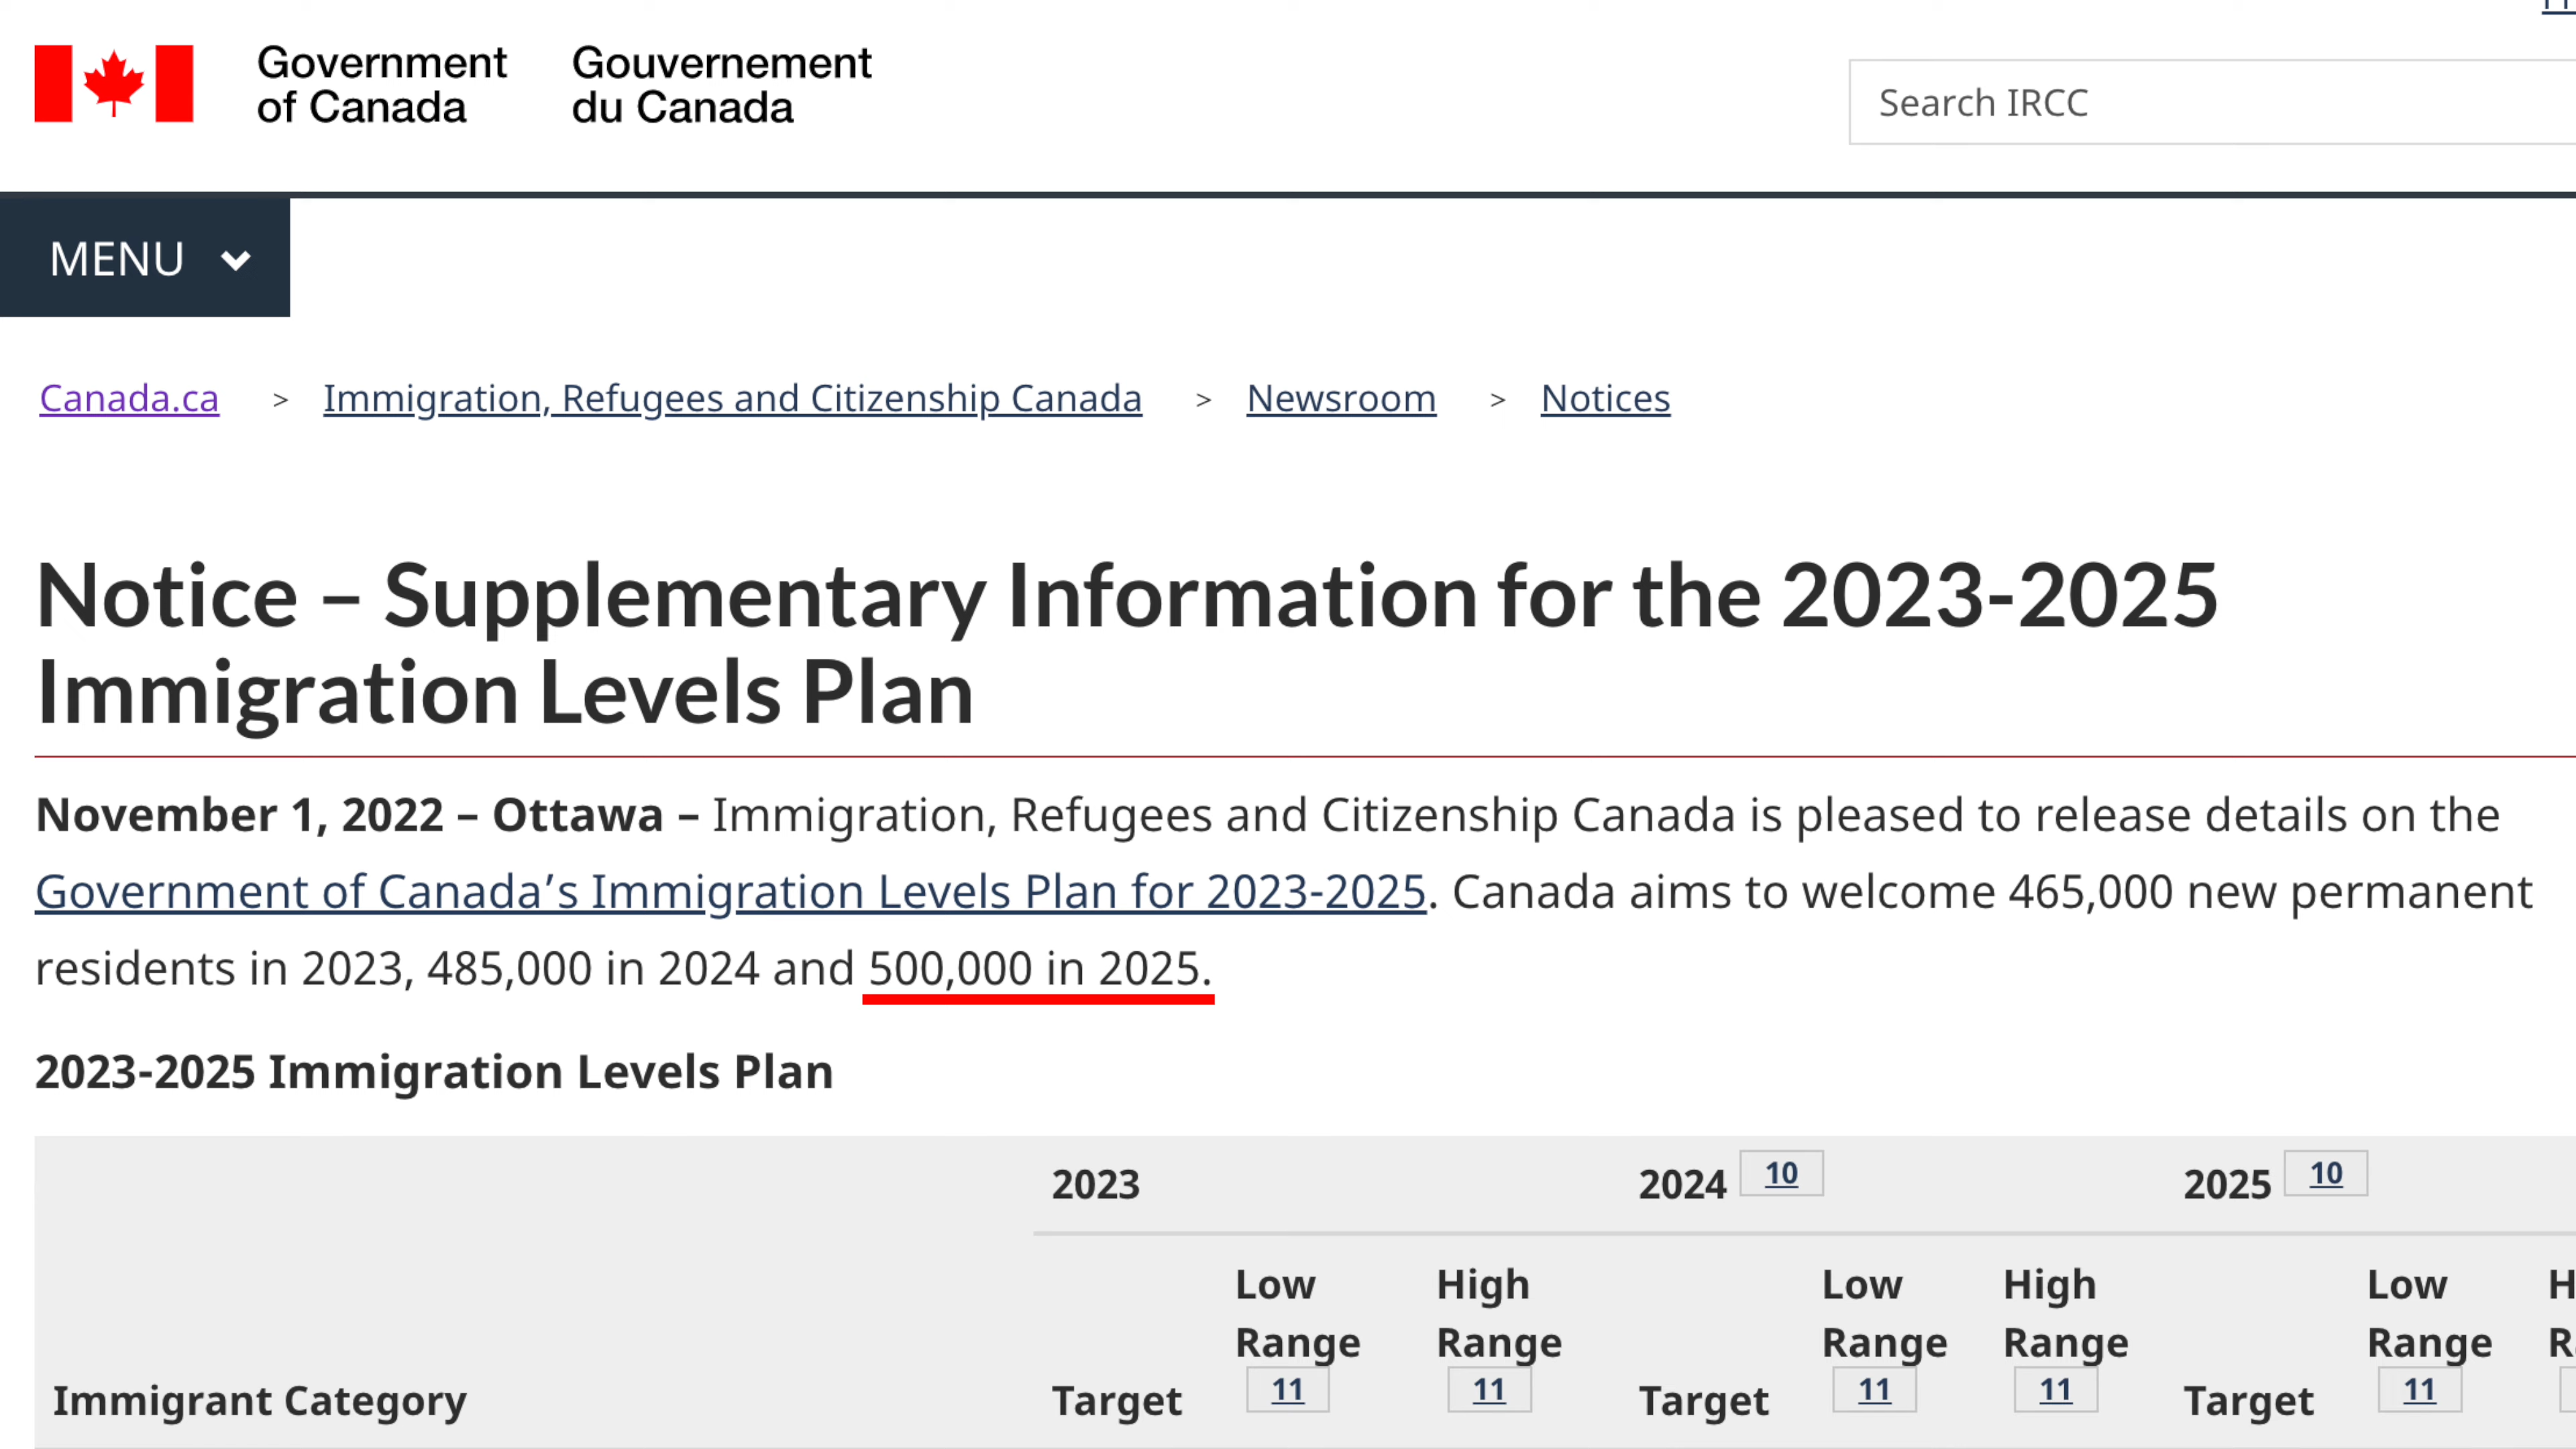 Government
of Canada
Gouvernement
du Canada
Search IRCC
MENU
Canada.ca > Immigration, Refugees and Citizenship Canada > Newsroom > Notices
Notice – Supplementary Information for the 2023-2025
Immigration Levels Plan
November 1, 2022 – Ottawa – Immigration, Refugees and Citizenship Canada is pleased to release details on the
Government of Canada’s Immigration Levels Plan for 2023-2025. Canada aims to welcome 465,000 new permanent
residents in 2023, 485,000 in 2024 and 500,000 in 2025.
2023-2025 Immigration Levels Plan
2023 2024 10 2025 10
Low High Low High Low
Range Range Range Range Range
Immigrant Category Target 11 11 Target 11 11 Target 11